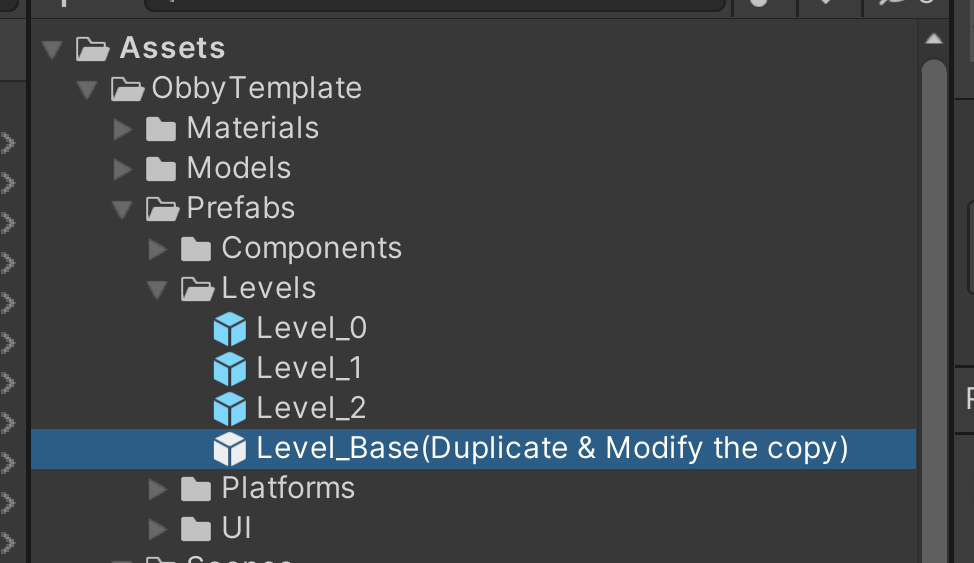 Assets
ObbyTemplate
Materials
Models
Prefabs
Components
Levels
Level_0
Level_1
Level_2
Level_Base(Duplicate & Modify the copy)
Platforms
UI